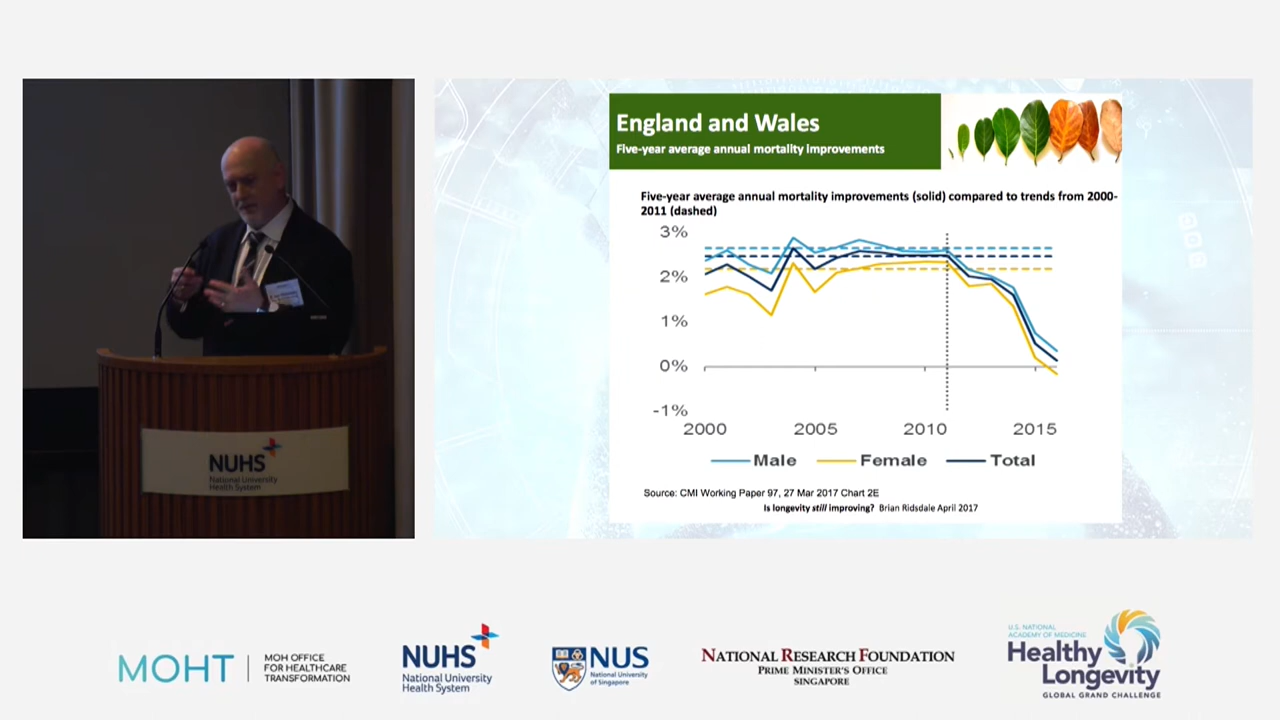 England and Wales
Five-year average annual mortality improvements
Five-year average annual mortality improvements (solid) compared to trends from 2000-
2011 (dashed)
3%
2%
1%
0%
-1%
2000 2005 2010 2015
Male Female Total
Source: CMI Working Paper 97, 27 Mar 2017 Chart 2E
Is longevity still improving? Brian Ridsdale April 2017
NUHS
National University
Health System
MOHT
MOH OFFICE
FOR HEALTHCARE
TRANSFORMATION
NUHS
National University
Health System
NUS
National University
of Singapore
NATIONAL RESEARCH FOUNDATION
PRIME MINISTER'S OFFICE
SINGAPORE
U.S. NATIONAL
ACADEMY OF MEDICINE
Healthy
Longevity
GLOBAL GRAND CHALLENGE